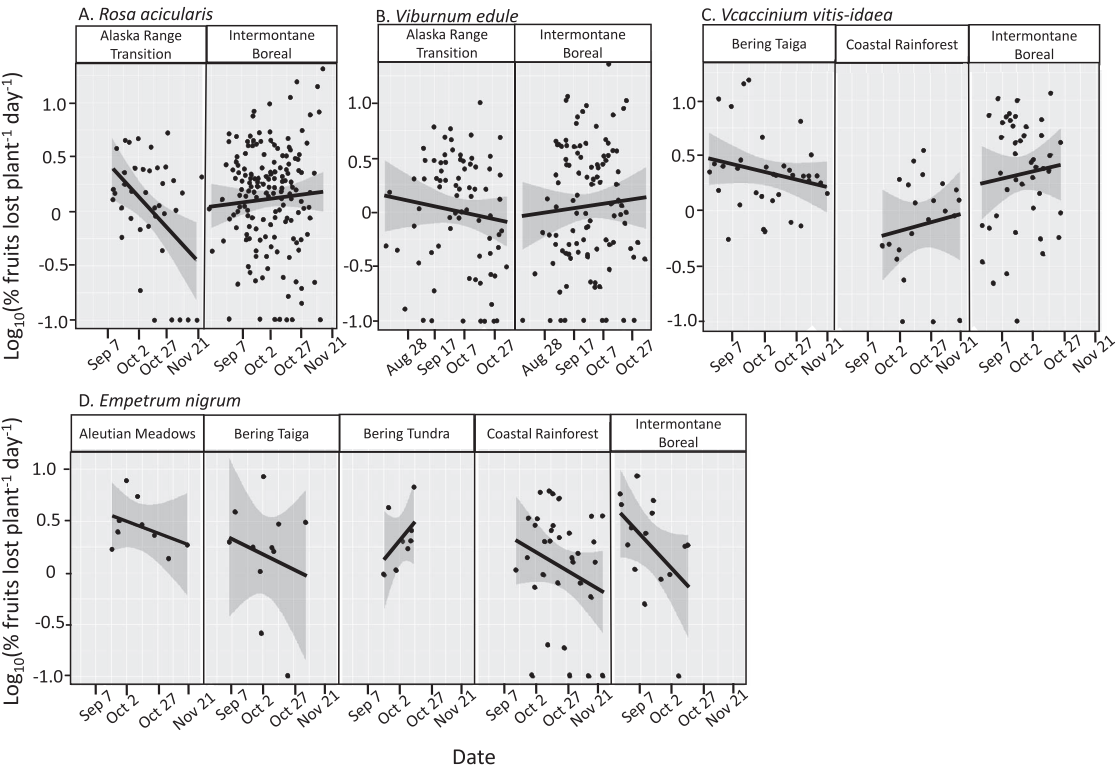 A. Rosa acicularis
B. Viburnum edule
C. Vcaccinium vitis-idaea
Alaska Range
Transition
Intermontane
Boreal
Alaska Range
Transition
Intermontane
Boreal
Bering Taiga
Coastal Rainforest
Intermontane
Boreal
Log10(% fruits lost plant-1 day-1)
1.0
0.5
0
-0.5
-1.0
1.0
0.5
0
-0.5
-1.0
1.0
0.5
0
-0.5
-1.0
Sep 7
Oct 2
Oct 27
Nov 21
Sep 7
Oct 2
Oct 27
Nov 21
Aug 28
Sep 17
Oct 7
Oct 27
Aug 28
Sep 17
Oct 7
Oct 27
Sep 7
Oct 2
Oct 27
Nov 21
Sep 7
Oct 2
Oct 27
Nov 21
Sep 7
Oct 2
Oct 27
Nov 21
D. Empetrum nigrum
Aleutian Meadows
Bering Taiga
Bering Tundra
Coastal Rainforest
Intermontane
Boreal
Log10(% fruits lost plant-1 day-1)
1.0
0.5
0
-0.5
-1.0
Sep 7
Oct 2
Oct 27
Nov 21
Sep 7
Oct 2
Oct 27
Nov 21
Sep 7
Oct 2
Oct 27
Nov 21
Sep 7
Oct 2
Oct 27
Nov 21
Sep 7
Oct 2
Oct 27
Nov 21
Date